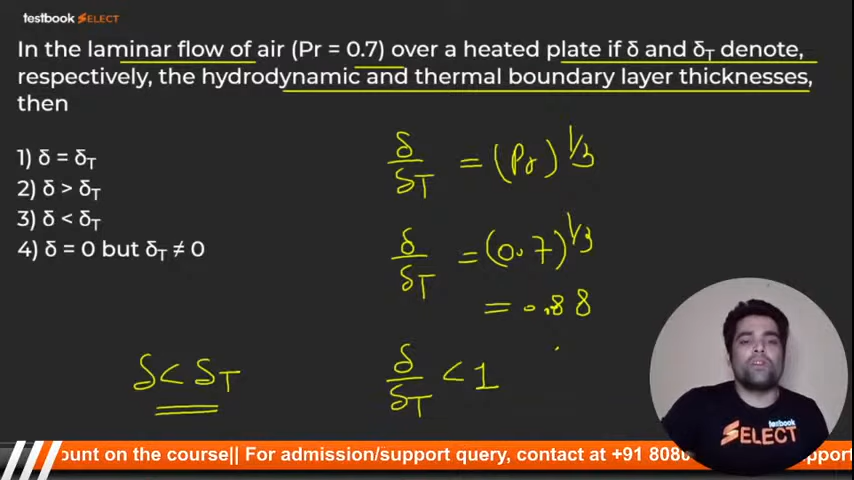 testbook SELECT
In the laminar flow of air (Pr = 0.7) over a heated plate if δ and δT denote,
respectively, the hydrodynamic and thermal boundary layer thicknesses,
then
1) δ = δT
2) δ > δT
3) δ < δT
4) δ = 0 but δT ≠ 0
δ/δT = (Pr)^1/3
δ/δT = (0.7)^1/3
= 0.88
δ/δT < 1
δ < δT
testbook
SELECT
ount on the course|| For admission/support query, contact at +91 808
upport